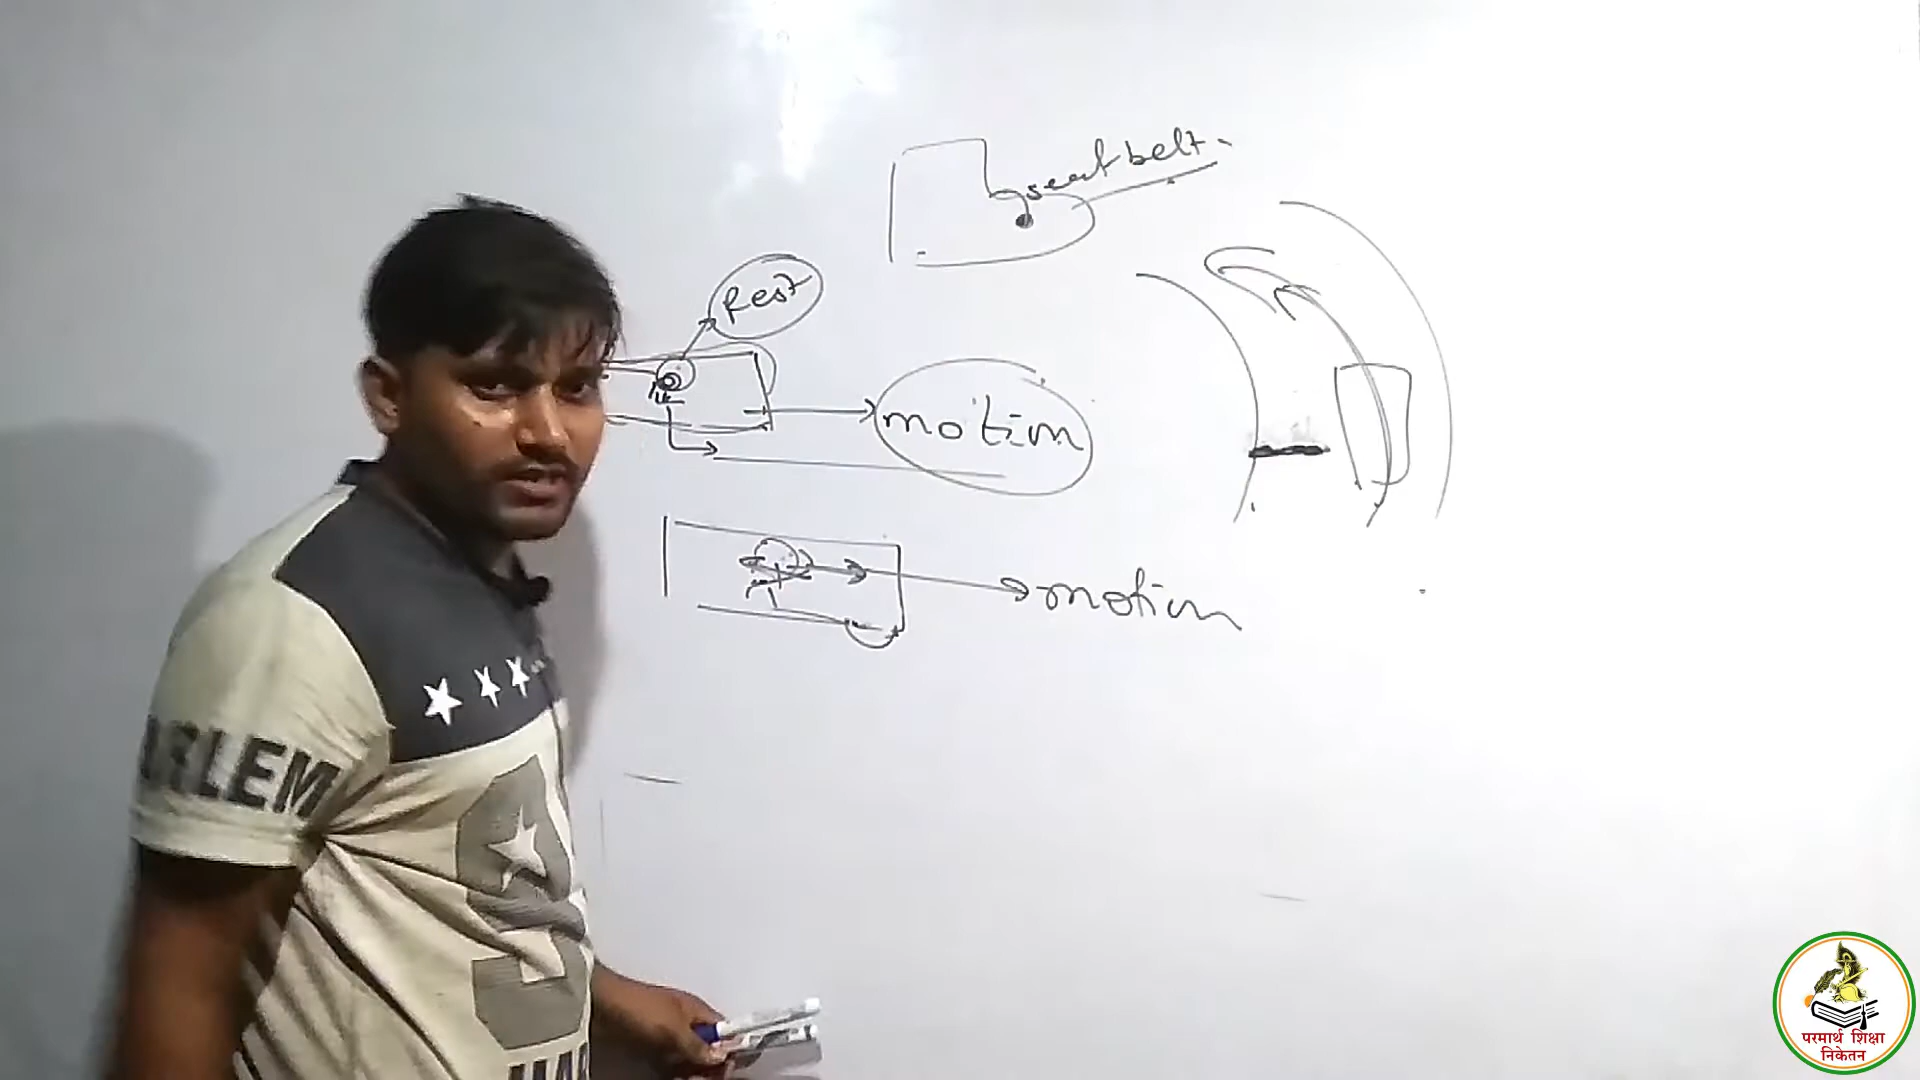 seat belt.
Rest
motion
motion
HARLEM
परमार्थ शिक्षा
निकेतन